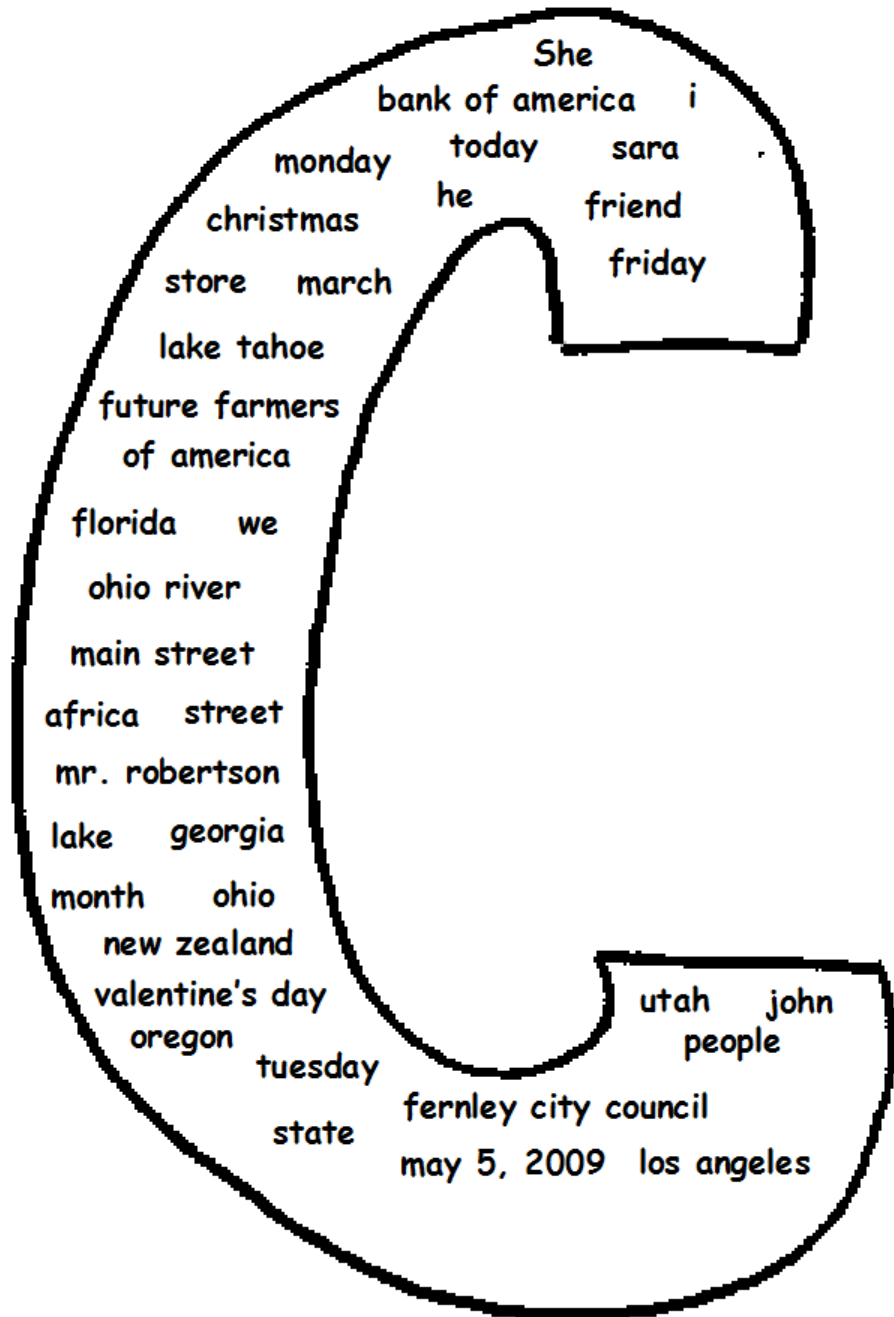 She
bank of america i
monday today sara
christmas he friend
store march friday
lake tahoe
future farmers
of america
florida we
ohio river
main street
africa street
mr. robertson
lake georgia
month ohio
new zealand
valentine's day utah john
oregon people
tuesday
fernley city council
state
may 5, 2009 los angeles